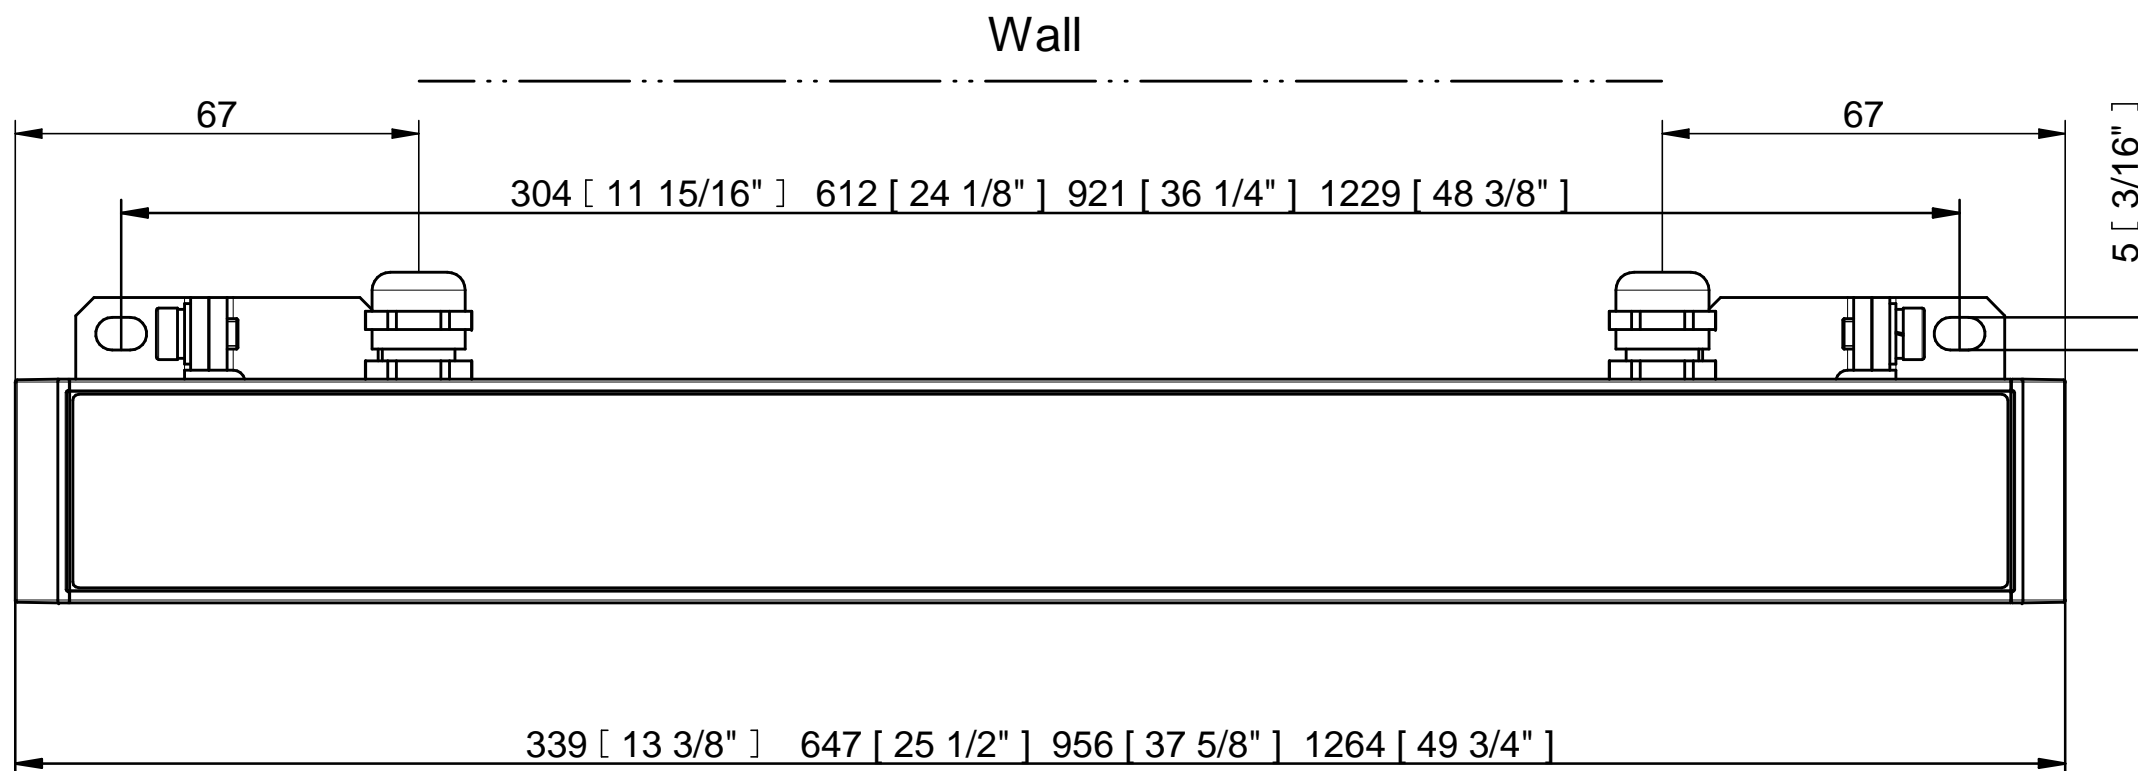 Wall
67
67
304 [ 11 15/16" ] 612 [ 24 1/8" ] 921 [ 36 1/4" ] 1229 [ 48 3/8" ]
5 [ 3/16" ]
339 [ 13 3/8" ] 647 [ 25 1/2" ] 956 [ 37 5/8" ] 1264 [ 49 3/4" ]